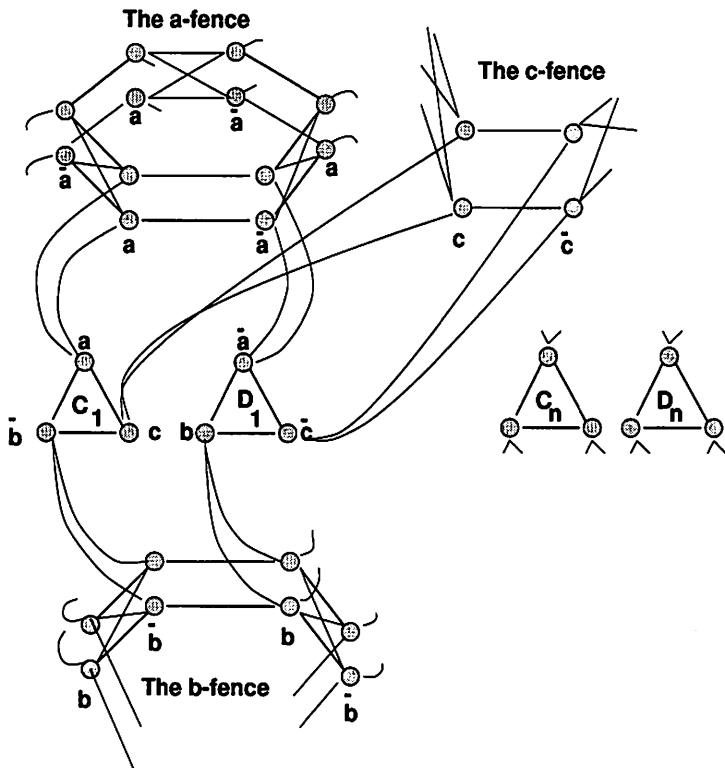 The a-fence
The c-fence
a
ā
ā
a
a
ā
c
c̄
a
ā
C1
D1
b̄
c
b
c̄
Cn
Dn
b̄
b
b
The b-fence
b̄